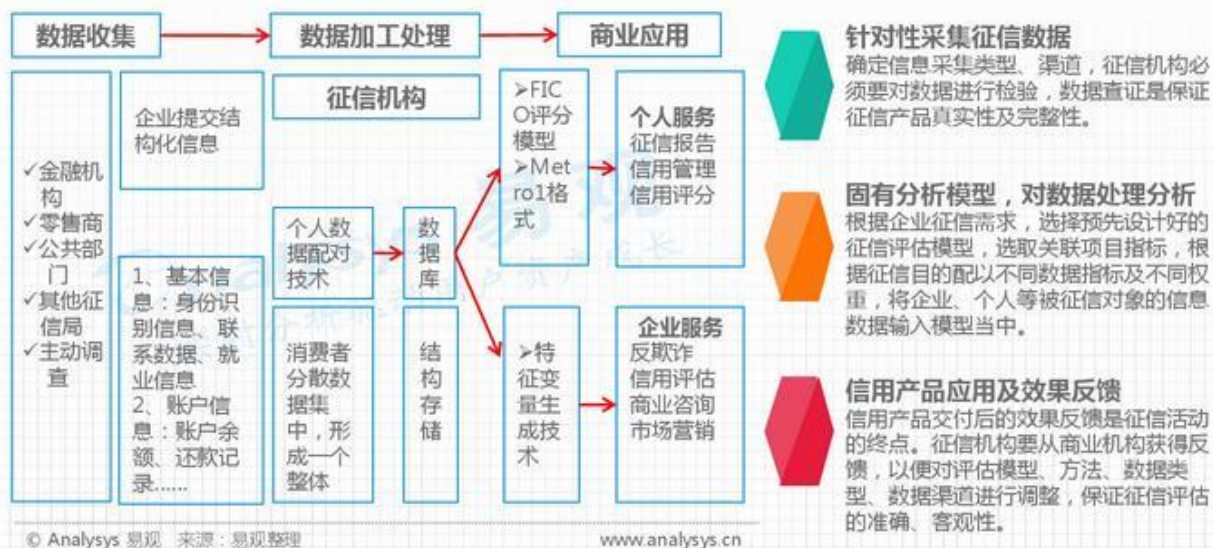 数据收集
数据加工处理
商业应用
✓金融机
构
✓零售商
✓公共部
门
✓其他征
信局
✓主动调
查
企业提交结
构化信息
1、基本信
息：身份识
别信息、联
系数据、就
业信息
2、账户信
息：账户余
额、还款记
录......
征信机构
个人数
据配对
技术
数
据
库
消费者
分散数
据集
中，形
成一个
整体
结
构
存
储
➢FIC
O评分
模型
➢Met
ro1格
式
➢特
征变
量生
成技
术
个人服务
征信报告
信用管理
信用评分
企业服务
反欺诈
信用评估
商业咨询
市场营销
针对性采集征信数据
确定信息采集类型、渠道，征信机构必
须要对数据进行检验，数据查证是保证
征信产品真实性及完整性。
固有分析模型，对数据处理分析
根据企业征信需求，选择预先设计好的
征信评估模型，选取关联项目指标，根
据征信目的配以不同数据指标及不同权
重，将企业、个人等被征信对象的信息
数据输入模型当中。
信用产品应用及效果反馈
信用产品交付后的效果反馈是征信活动
的终点。征信机构要从商业机构获得反
馈，以便对评估模型、方法、数据类
型、数据渠道进行调整，保证征信评估
的准确、客观性。
© Analysys 易观 来源：易观整理
www.analysys.cn